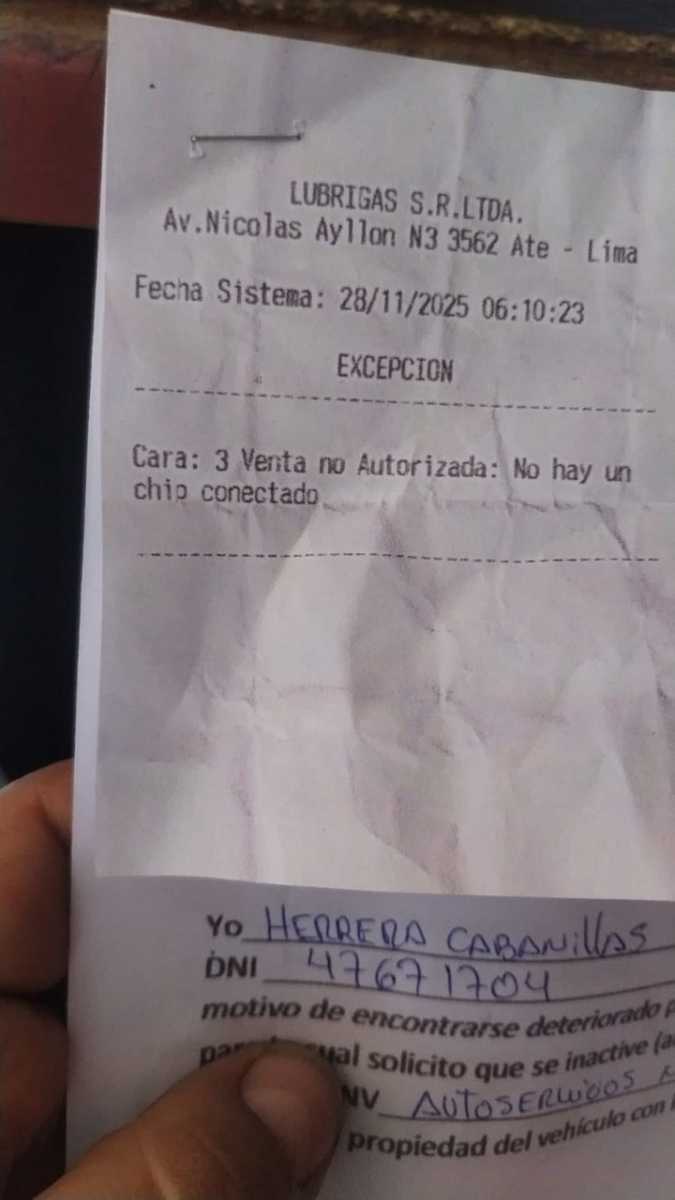 LUBRIGAS S.R.LTDA.
Av.Nicolas Ayllon N3 3562 Ate - Lima
Fecha Sistema: 28/11/2025 06:10:23
EXCEPCION
Cara: 3 Venta no Autorizada: No hay un
chip conectado
Yo HERRERA CABANILLAS
DNI 47671704
motivo de encontrarse deteriorado
cual solicito que se inactive
NV AUTOSERVICIOS
propiedad del vehículo con